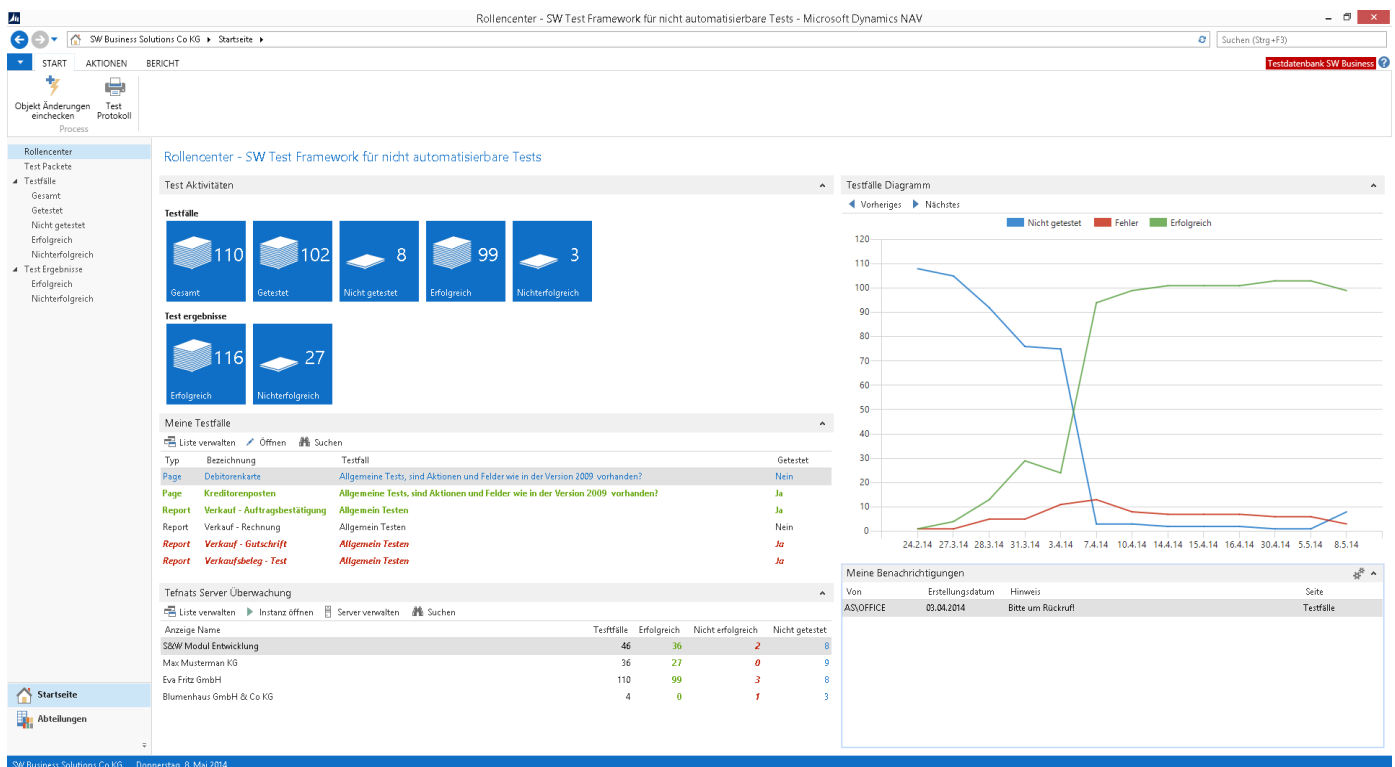 Rollencenter - SW Test Framework für nicht automatisierbare Tests - Microsoft Dynamics NAV
SW Business Solutions Co KG Startseite
Suchen (Strg+F3)
START AKTIONEN BERICHT
Testdatenbank SW Business
Objekt Änderungen einchecken
Test Protokoll
Process
Rollencenter
Test Packete
Testfälle
Gesamt
Getestet
Nicht getestet
Erfolgreich
Nichterfolgreich
Test Ergebnisse
Erfolgreich
Nichterfolgreich
Startseite
Abteilungen
Rollencenter - SW Test Framework für nicht automatisierbare Tests
Test Aktivitäten
Testfälle
110 Gesamt
102 Getestet
8 Nicht getestet
99 Erfolgreich
3 Nichterfolgreich
Test ergebnisse
116 Erfolgreich
27 Nichterfolgreich
Meine Testfälle
Liste verwalten Öffnen Suchen
Typ Bezeichnung Testfall Getestet
Page Debitorenkarte Allgemeine Tests, sind Aktionen und Felder wie in der Version 2009 vorhanden? Nein
Page Kreditorenposten Allgemeine Tests, sind Aktionen und Felder wie in der Version 2009 vorhanden? Ja
Report Verkauf - Auftragsbestätigung Allgemein Testen Ja
Report Verkauf - Rechnung Allgemein Testen Nein
Report Verkauf - Gutschrift Allgemein Testen Ja
Report Verkaufsbeleg - Test Allgemein Testen Ja
Tefnats Server Überwachung
Liste verwalten Instanz öffnen Server verwalten Suchen
Anzeige Name Testtfälle Erfolgreich Nicht erfolgreich Nicht getestet
S&W Modul Entwicklung 46 36 2 8
Max Musterman KG 36 27 0 9
Eva Fritz GmbH 110 99 3 8
Blumenhaus GmbH & Co KG 4 0 1 3
Testfälle Diagramm
Vorheriges Nächstes
Nicht getestet Fehler Erfolgreich
120
110
100
90
80
70
60
50
40
30
20
10
0
24.2.14 27.3.14 28.3.14 31.3.14 3.4.14 7.4.14 10.4.14 14.4.14 15.4.14 16.4.14 30.4.14 5.5.14 8.5.14
Meine Benachrichtigungen
Von Erstellungsdatum Hinweis Seite
AS\OFFICE 03.04.2014 Bitte um Rückruf! Testfälle
SW Business Solutions Co KG Donnerstag, 8. Mai 2014